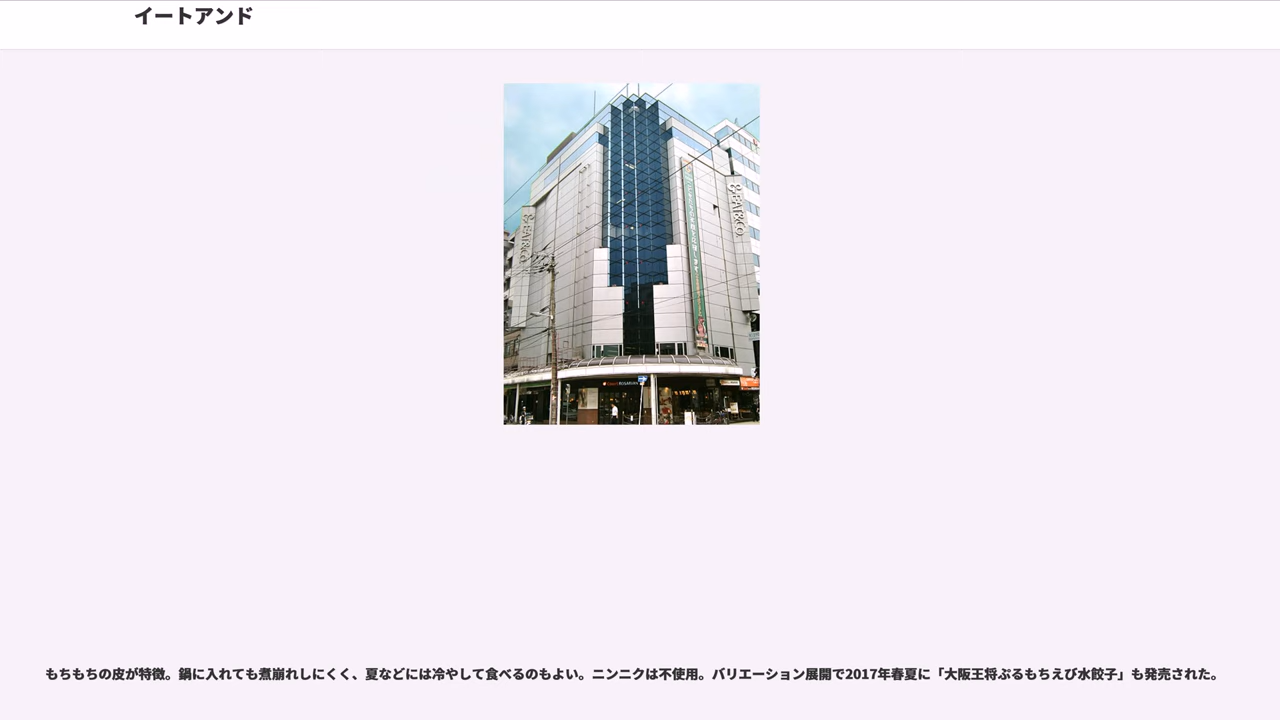 イートアンド
&EAT&CO.
&EAT&CO.
もちもちの皮が特徴。鍋に入れても煮崩れしにくく、夏などには冷やして食べるのもよい。ニンニクは不使用。バリエーション展開で2017年春夏に「大阪王将ぷるもちえび水餃子」も発売された。